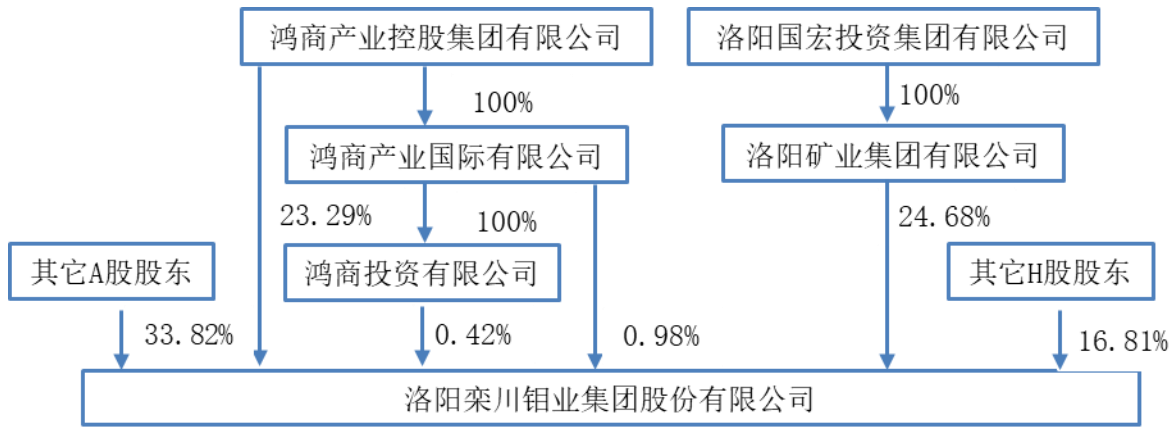 鸿商产业控股集团有限公司
洛阳国宏投资集团有限公司
100%
100%
鸿商产业国际有限公司
洛阳矿业集团有限公司
23.29%
100%
24.68%
其它A股股东
鸿商投资有限公司
其它H股股东
33.82%
0.42%
0.98%
16.81%
洛阳栾川钼业集团股份有限公司